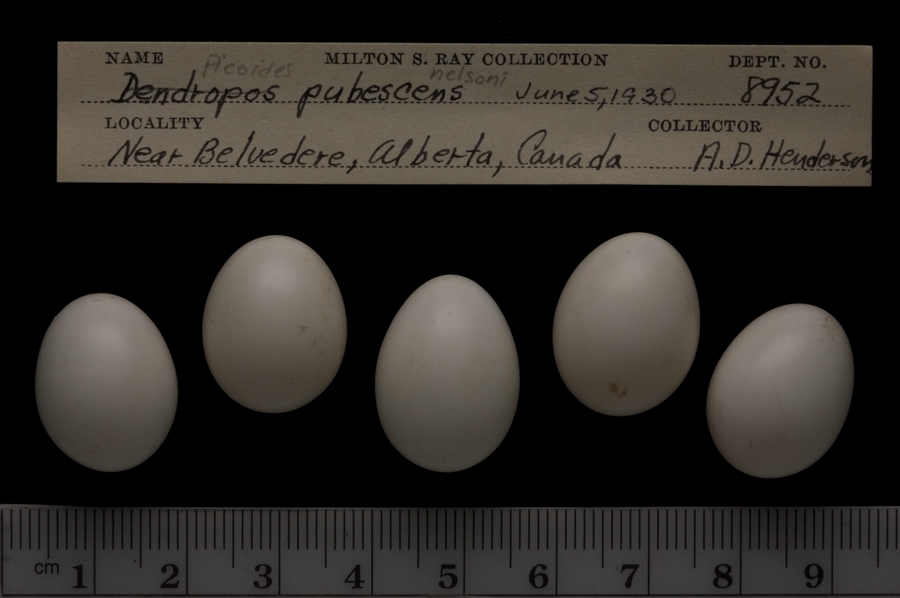 NAME Picoides MILTON S. RAY COLLECTION DEPT. NO.
nelsoni
Dendropos pubescens June 5, 1930 8952
LOCALITY COLLECTOR
Near Belvedere, Alberta, Canada A. D. Henderson
cm 1 2 3 4 5 6 7 8 9